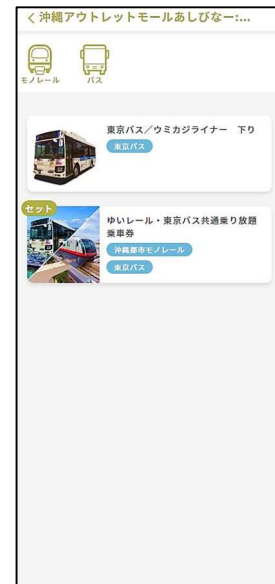 < 沖縄アウトレットモールあしびなー:...
モノレール
バス
東京バス／ウミカジライナー　下り
東京バス
セット
ゆいレール・東京バス共通乗り放題
乗車券
沖縄都市モノレール
東京バス